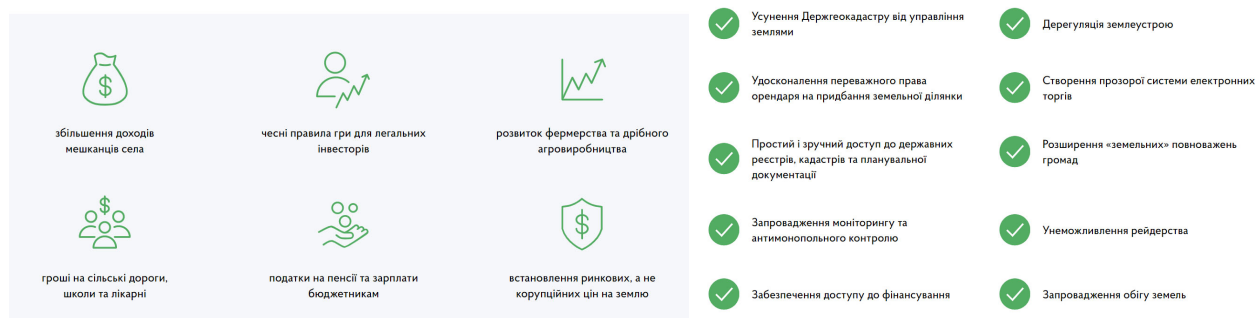 збільшення доходів
мешканців села
чесні правила гри для легальних
інвесторів
розвиток фермерства та дрібного
агровиробництва
гроші на сільські дороги,
школи та лікарні
податки на пенсії та зарплати
бюджетникам
встановлення ринкових, а не
корупційних цін на землю
Усунення Держгеокадастру від управління
землями
Дерегуляція землеустрою
Удосконалення переважного права
орендаря на придбання земельної ділянки
Створення прозорої системи електронних
торгів
Простий і зручний доступ до державних
реєстрів, кадастрів та планувальної
документації
Розширення «земельних» повноважень
громад
Запровадження моніторингу та
антимонопольного контролю
Унеможливлення рейдерства
Забезпечення доступу до фінансування
Запровадження обігу земель